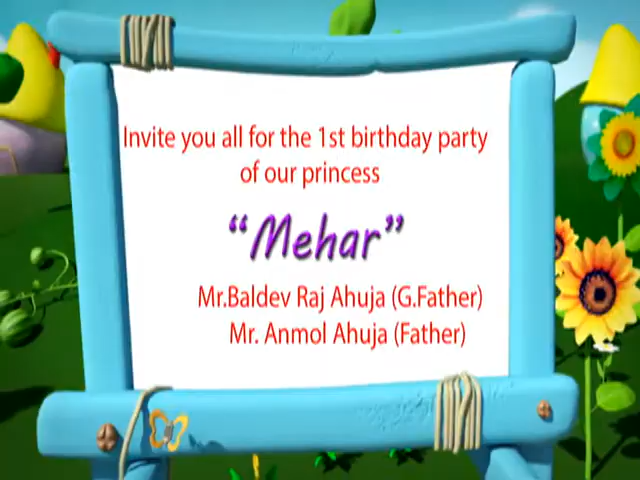 Invite you all for the 1st birthday party
of our princess
“Mehar”
Mr.Baldev Raj Ahuja (G.Father)
Mr. Anmol Ahuja (Father)